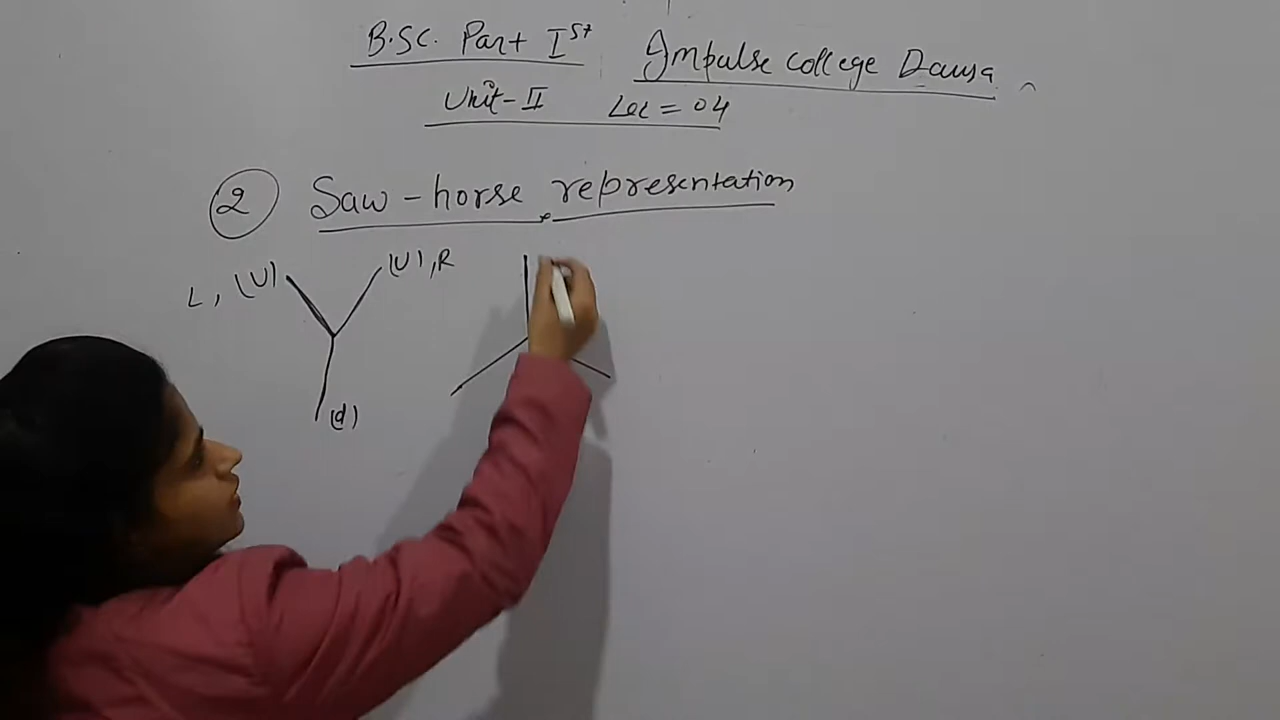 B.SC. Part Ist Impulse college Dausa
Unit-II Lec = 04
2 Saw-horse representation
L, (U) (U), R
(d)